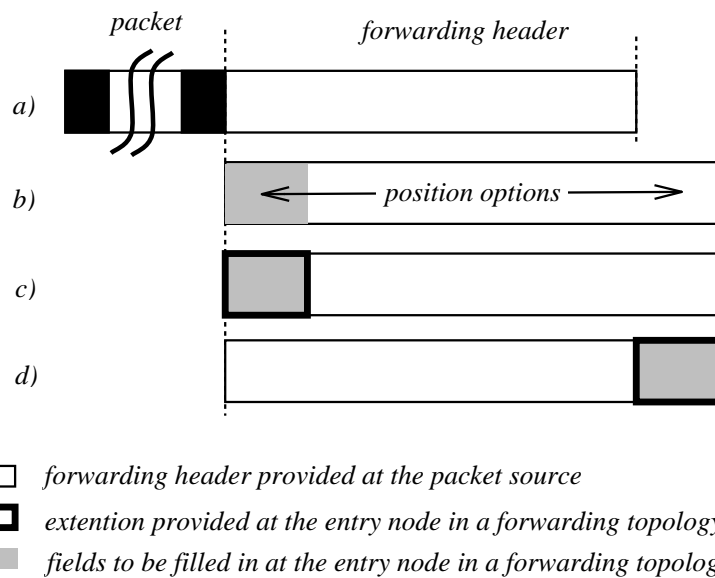 packet
forwarding header
a)
b)
position options
c)
d)
forwarding header provided at the packet source
extention provided at the entry node in a forwarding topology
fields to be filled in at the entry node in a forwarding topolog